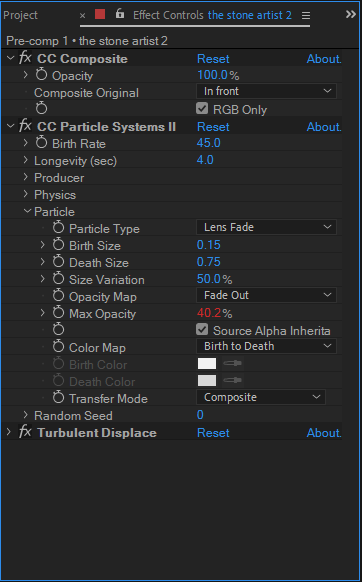 Project × Effect Controls the stone artist 2 »
Pre-comp 1 • the stone artist 2
fx CC Composite Reset About.
Opacity 100.0%
Composite Original In front
RGB Only
fx CC Particle Systems II Reset About.
Birth Rate 45.0
Longevity (sec) 4.0
Producer
Physics
Particle
Particle Type Lens Fade
Birth Size 0.15
Death Size 0.75
Size Variation 50.0%
Opacity Map Fade Out
Max Opacity 40.2%
Source Alpha Inherita
Color Map Birth to Death
Birth Color
Death Color
Transfer Mode Composite
Random Seed 0
fx Turbulent Displace Reset About.